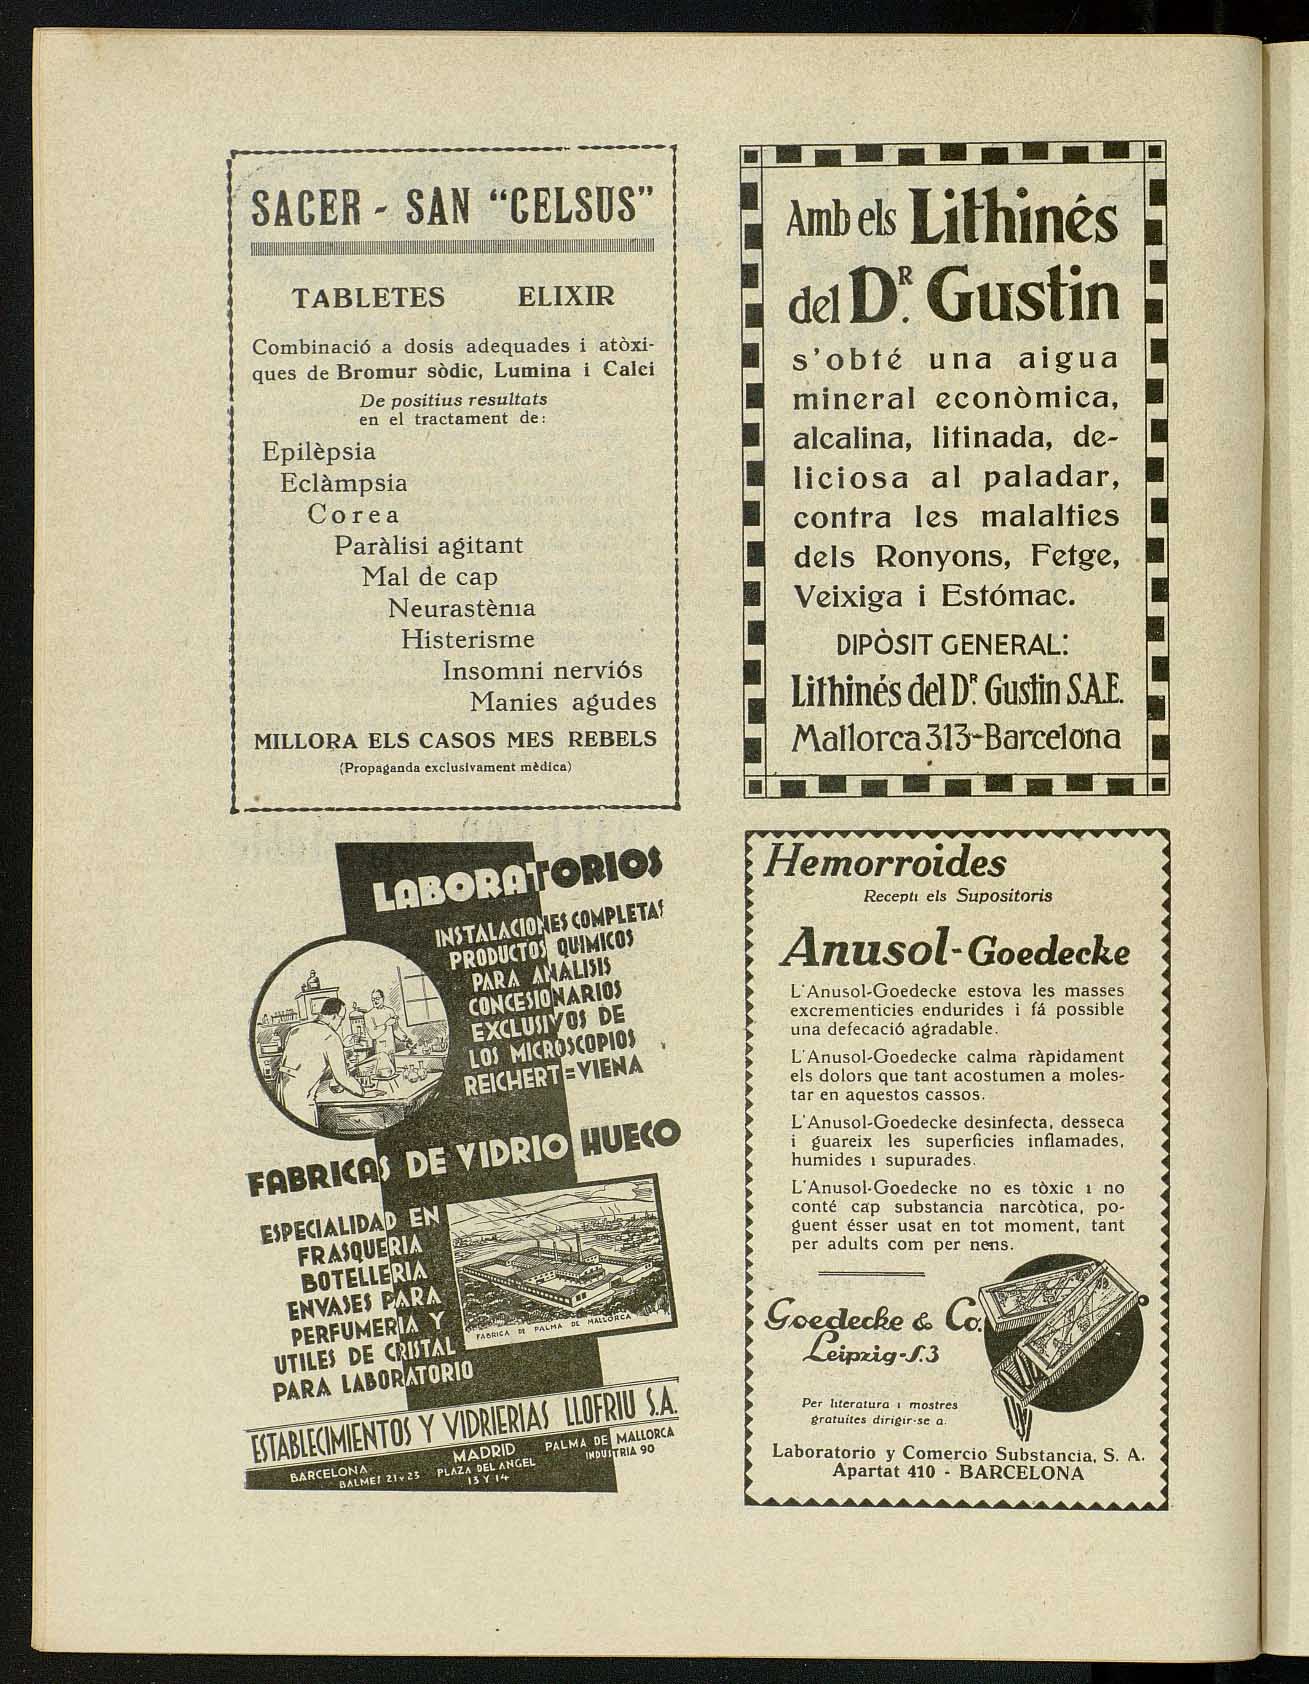 SACER - SAN "CELSUS"
TABLETES ELIXIR
Combinació a dosis adequades i atòxi-
ques de Bromur sòdic, Lumina i Calci
De positius resultats
en el tractament de:
Epilèpsia
Eclàmpsia
Corea
Paràlisi agitant
Mal de cap
Neurastènia
Histerisme
Insomni nerviós
Manies agudes
MILLORA ELS CASOS MES REBELS
(Propaganda exclusivament mèdica)
Amb els Lithinés
del DR. Gustin
s'obté una aigua
mineral econòmica,
alcalina, litinada, de-
liciosa al paladar,
contra les malalties
dels Ronyons, Fetge,
Veixiga i Estómac.
DIPÒSIT GENERAL:
Lithinés del DR. Gustin S.A.E.
Mallorca 313-Barcelona
LABORATORIOS
INSTALACIONES COMPLETAS
PRODUCTOS QUIMICOS
PARA ANALISIS
CONCESIONARIOS
EXCLUSIVOS DE
LOS MICROSCOPIOS
REICHERT=VIENA
FABRICAS DE VIDRIO HUECO
ESPECIALIDAD EN
FRASQUERIA
BOTELLERIA
ENVASES PARA
PERFUMERIA Y
UTILES DE CRISTAL
PARA LABORATORIO
FABRICA DE PALMA DE MALLORCA
ESTABLECIMIENTOS Y VIDRIERIAS LLOFRIU S.A.
BARCELONA
BALMES 21 y 23
MADRID
PLAZA DEL ANGEL
13 Y 14
PALMA DE MALLORCA
INDUSTRIA 90
Hemorroides
Recepti els Supositoris
Anusol-Goedecke
L'Anusol-Goedecke estova les masses
excrementicies endurides i fá possible
una defecació agradable.
L'Anusol-Goedecke calma ràpidament
els dolors que tant acostumen a moles-
tar en aquestos cassos.
L'Anusol-Goedecke desinfecta, desseca
i guareix les superficies inflamades,
humides i supurades.
L'Anusol-Goedecke no es tòxic i no
conté cap substancia narcòtica, po-
guent ésser usat en tot moment, tant
per adults com per nens.
Goedecke & Co.
Leipzig-S.3
Per literatura i mostres
gratuites dirigir-se a.
Laboratorio y Comercio Substancia, S. A.
Apartat 410 - BARCELONA